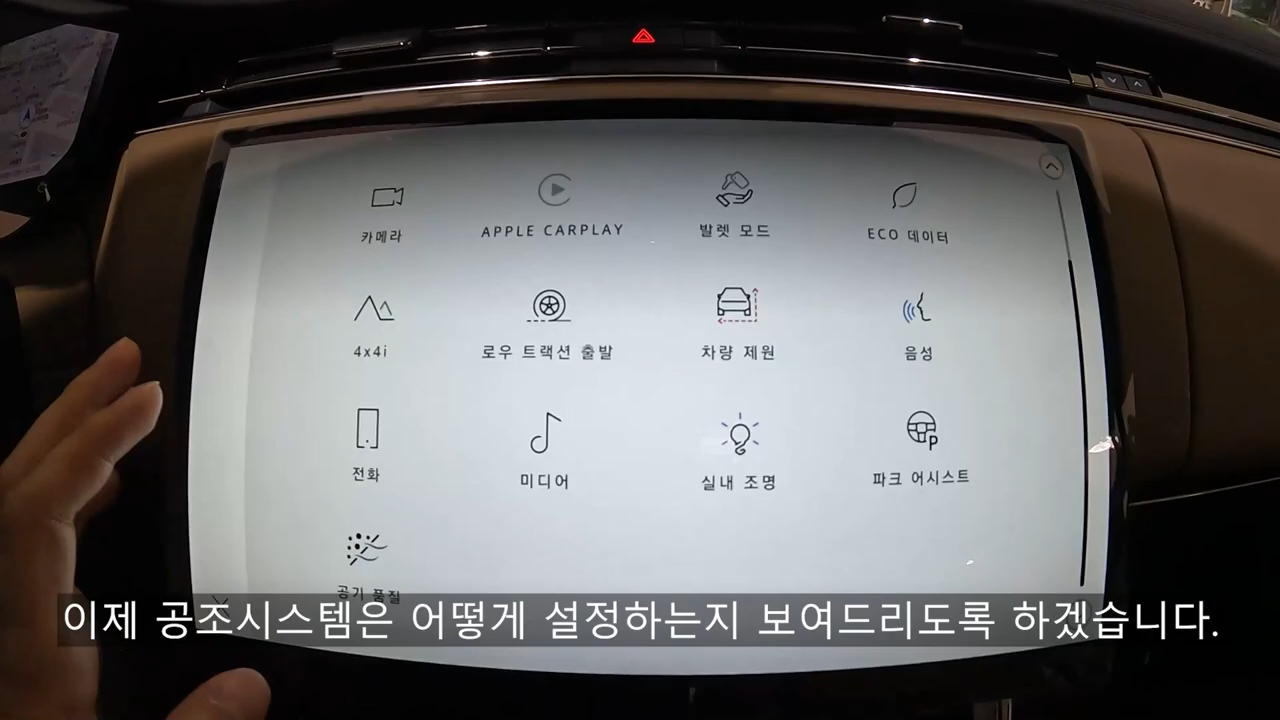 카메라
APPLE CARPLAY
발렛 모드
ECO 데이터
4x4i
로우 트랙션 출발
차량 제원
음성
전화
미디어
실내 조명
파크 어시스트
공기 품질
이제 공조시스템은 어떻게 설정하는지 보여드리도록 하겠습니다.